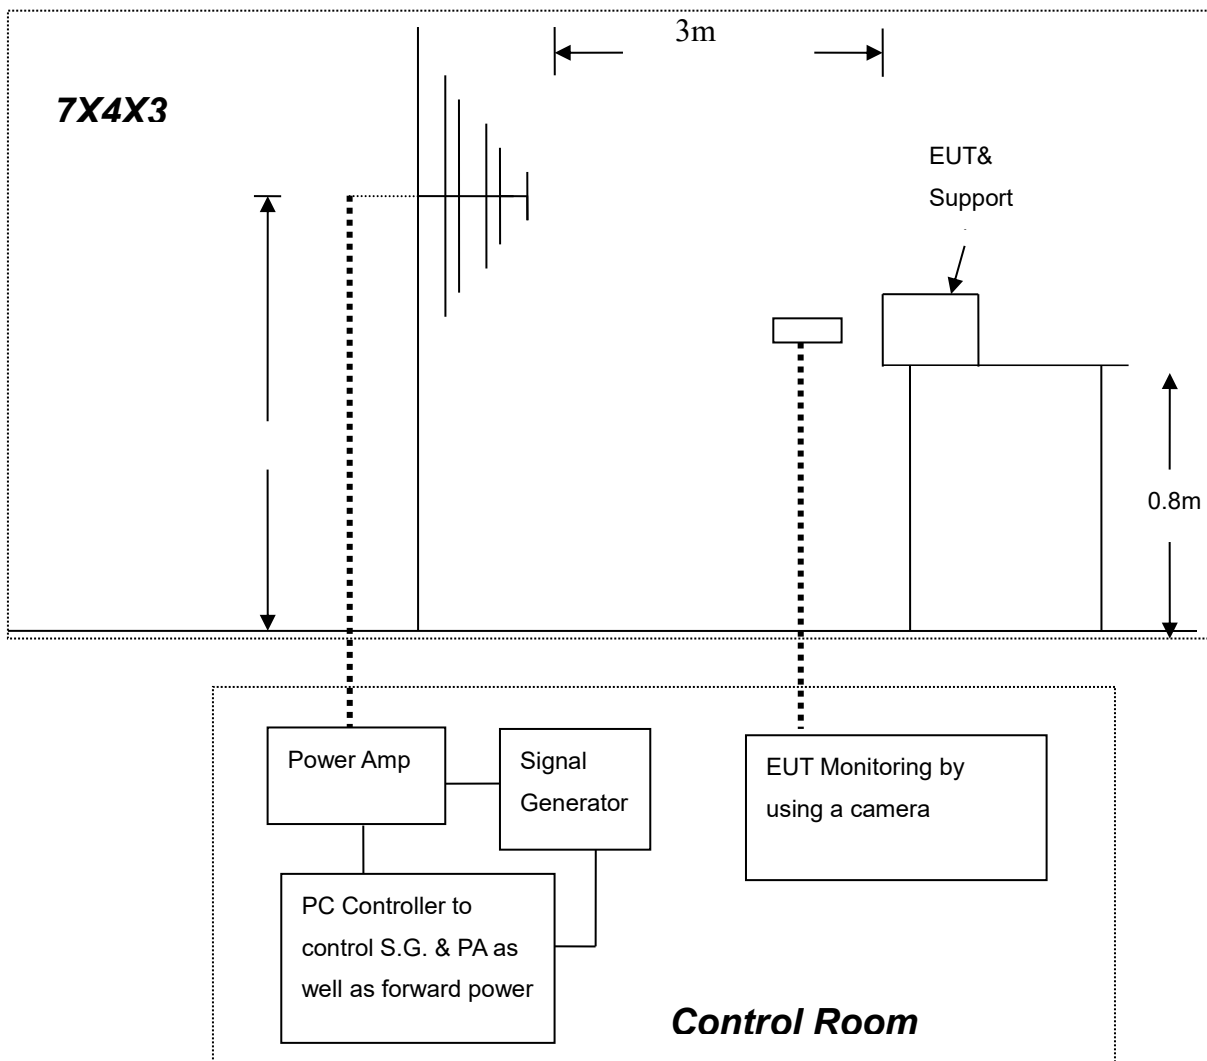 3m
7X4X3
EUT&
Support
0.8m
Power Amp
Signal
Generator
EUT Monitoring by
using a camera
PC Controller to
control S.G. & PA as
well as forward power
Control Room